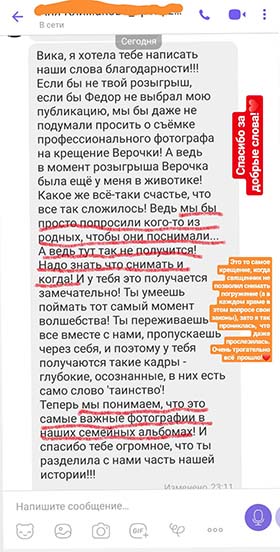 В сети
Сегодня
Вика, я хотела тебе написать
наши слова благодарности!!!
Если бы не твой розыгрыш,
если бы Федор не выбрал мою
публикацию, мы бы даже не
подумали просить о съёмке
профессионального фотографа
на крещение Верочки! А ведь
в момент розыгрыша Верочка
была ещё у меня в животике!
Какое же всё-таки счастье, что
все так сложилось! Ведь мы бы
просто попросили кого-то из
родных, чтобы они поснимали...
А ведь тут так не получится!
Надо знать что снимать и
когда! И у тебя это получается
замечательно! Ты умеешь
поймать тот самый момент
волшебства! Ты переживаешь
все вместе с нами, пропускаешь
через себя, и поэтому у тебя
получаются такие кадры -
глубокие, осознанные, в них есть
само слово 'таинство'!
Теперь мы понимаем, что это
самые важные фотографии в
наших семейных альбомах! И
спасибо тебе огромное, что ты
разделила с нами часть нашей
истории!!!
Изменено 23:11
Спасибо за
добрые слова!
Это то самое
крещение, когда
священник не
позволил снимать
погружение (а в
каждом храме в
этом вопросе свои
законы), зато я так
прониклась, что
даже
прослезилась.
Очень трогательно
всё прошло!
Напишите сообщение...
GIF